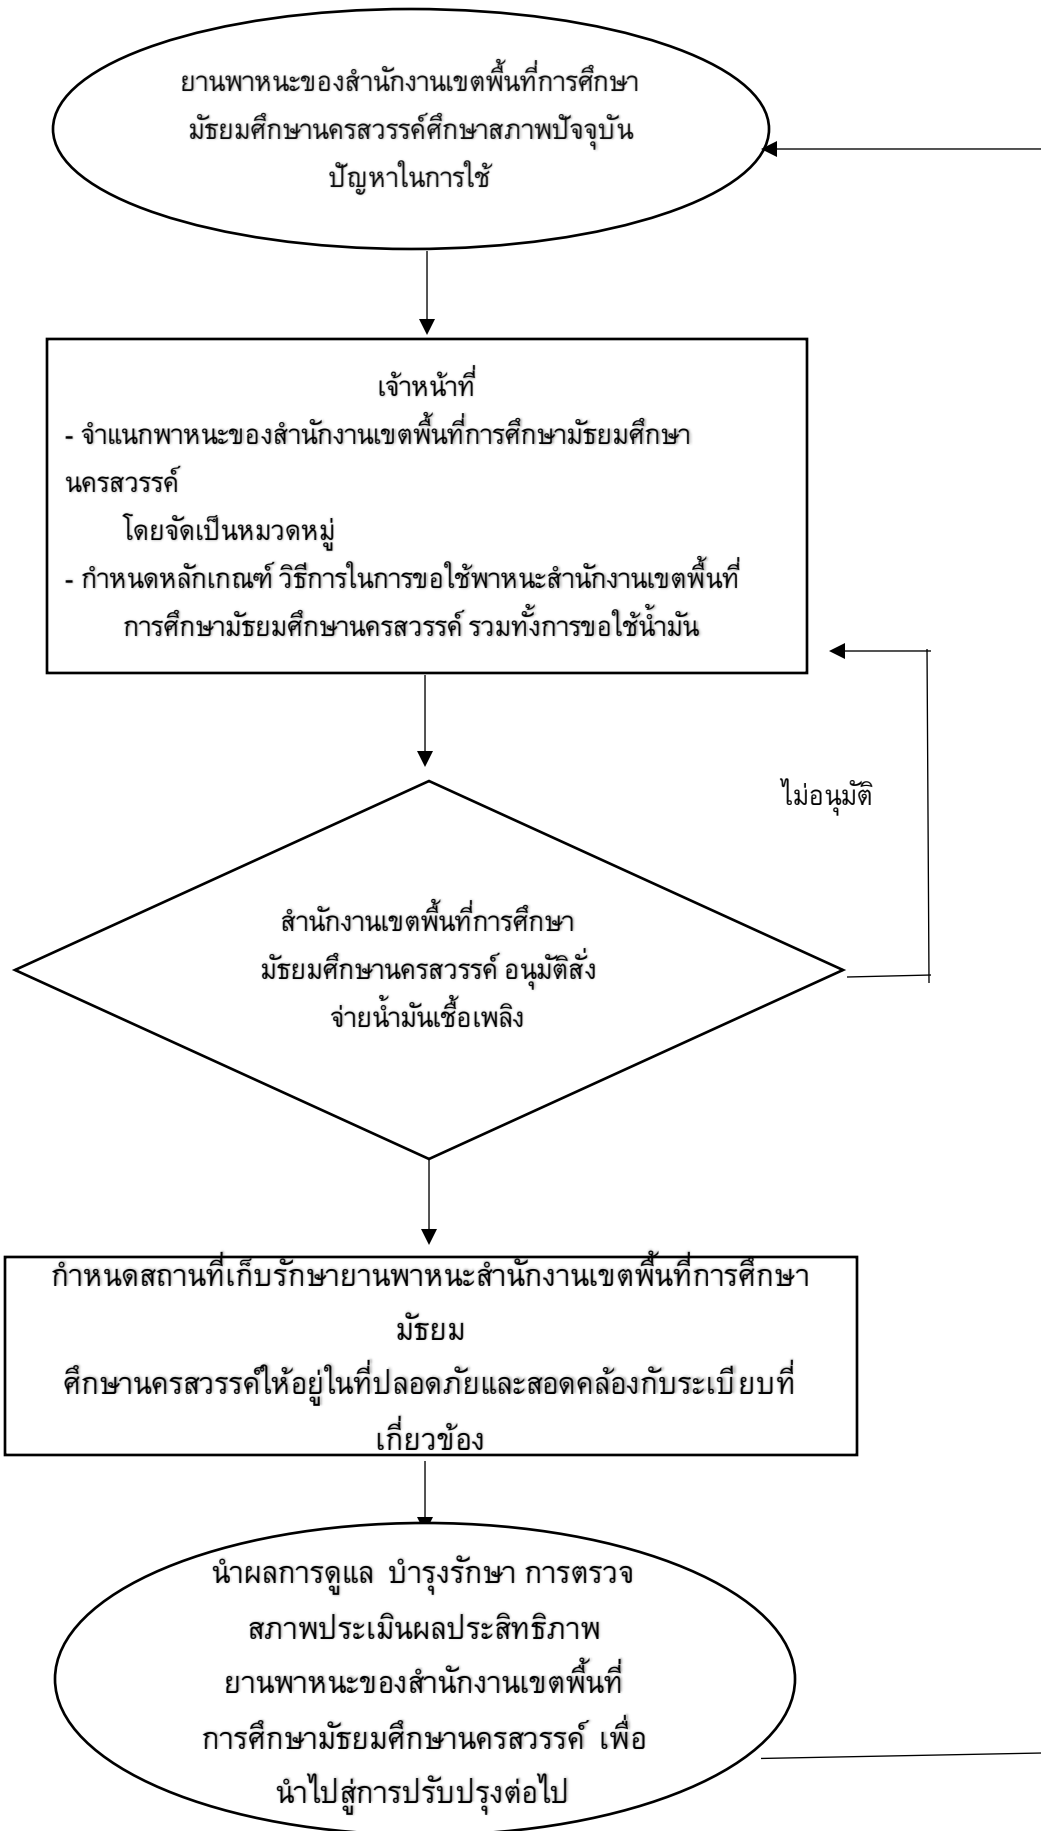 ยานพาหนะของสำนักงานเขตพื้นที่การศึกษา
มัธยมศึกษานครสวรรค์ศึกษาสภาพปัจจุบัน
ปัญหาในการใช้
เจ้าหน้าที่
- จำแนกพาหนะของสำนักงานเขตพื้นที่การศึกษามัธยมศึกษา
นครสวรรค์
โดยจัดเป็นหมวดหมู่
- กำหนดหลักเกณฑ์ วิธีการในการขอใช้พาหนะสำนักงานเขตพื้นที่
การศึกษามัธยมศึกษานครสวรรค์ รวมทั้งการขอใช้น้ำมัน
ไม่อนุมัติ
สำนักงานเขตพื้นที่การศึกษา
มัธยมศึกษานครสวรรค์ อนุมัติสั่ง
จ่ายน้ำมันเชื้อเพลิง
กำหนดสถานที่เก็บรักษายานพาหนะสำนักงานเขตพื้นที่การศึกษา
มัธยม
ศึกษานครสวรรค์ให้อยู่ในที่ปลอดภัยและสอดคล้องกับระเบียบที่
เกี่ยวข้อง
นำผลการดูแล บำรุงรักษา การตรวจ
สภาพประเมินผลประสิทธิภาพ
ยานพาหนะของสำนักงานเขตพื้นที่
การศึกษามัธยมศึกษานครสวรรค์ เพื่อ
นำไปสู่การปรับปรุงต่อไป